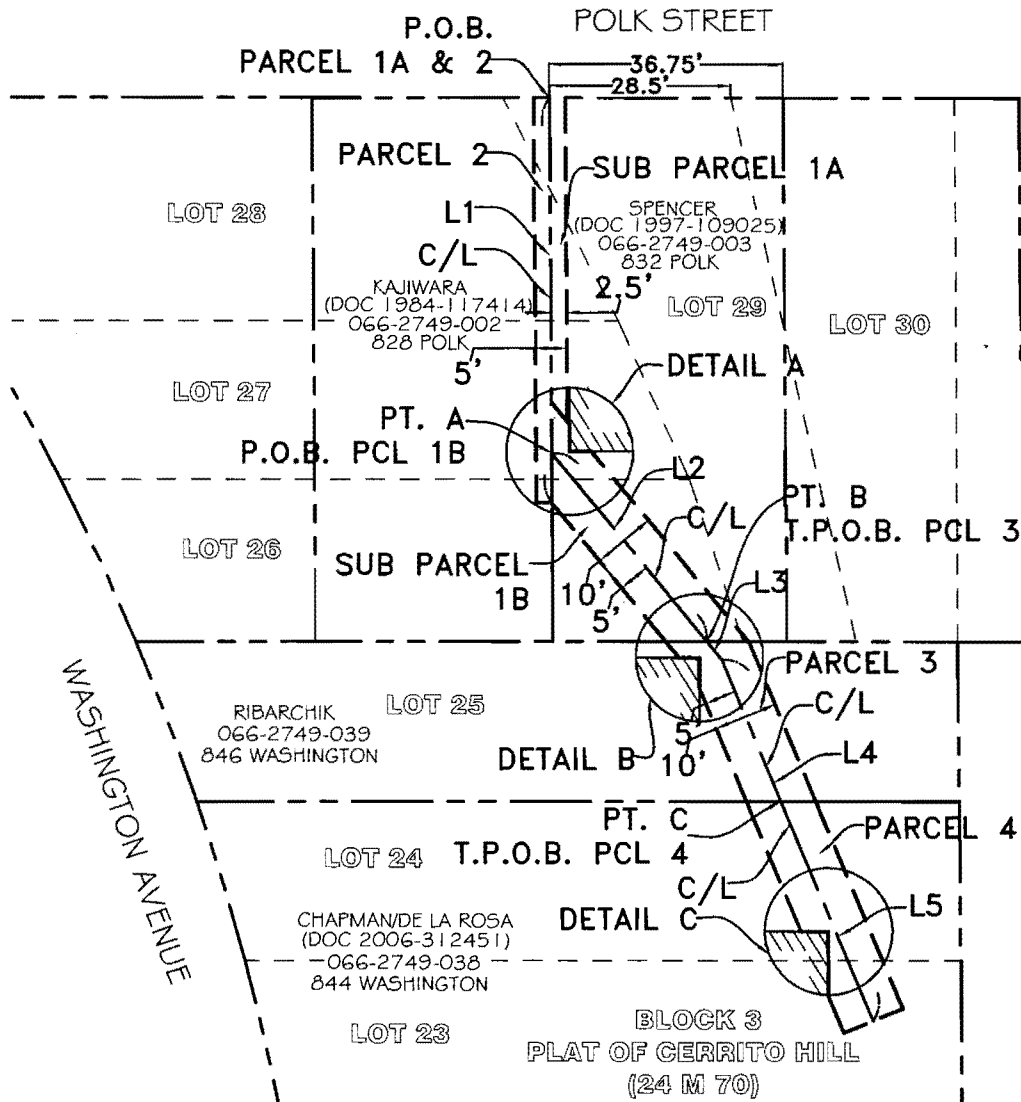 POLK STREET
P.O.B.
PARCEL 1A & 2
36.75'
28.5'
PARCEL 2
SUB PARCEL 1A
LOT 28
L1
SPENCER
(DOC 1997-109025)
066-2749-003
832 POLK
C/L
KAJIWARA
(DOC 1984-117414)
066-2749-002
828 POLK
2.5'
LOT 29
LOT 30
5'
DETAIL A
LOT 27
PT. A
P.O.B. PCL 1B
L2
PT. B
T.P.O.B. PCL 3
C/L
LOT 26
SUB PARCEL
1B
10'
5'
L3
WASHINGTON AVENUE
PARCEL 3
RIBARCHIK
066-2749-039
846 WASHINGTON
LOT 25
C/L
5'
10'
DETAIL B
L4
PT. C
T.P.O.B. PCL 4
PARCEL 4
LOT 24
C/L
DETAIL C
L5
CHAPMAN/DE LA ROSA
(DOC 2006-312451)
066-2749-038
844 WASHINGTON
LOT 23
BLOCK 3
PLAT OF CERRITO HILL
(24 M 70)